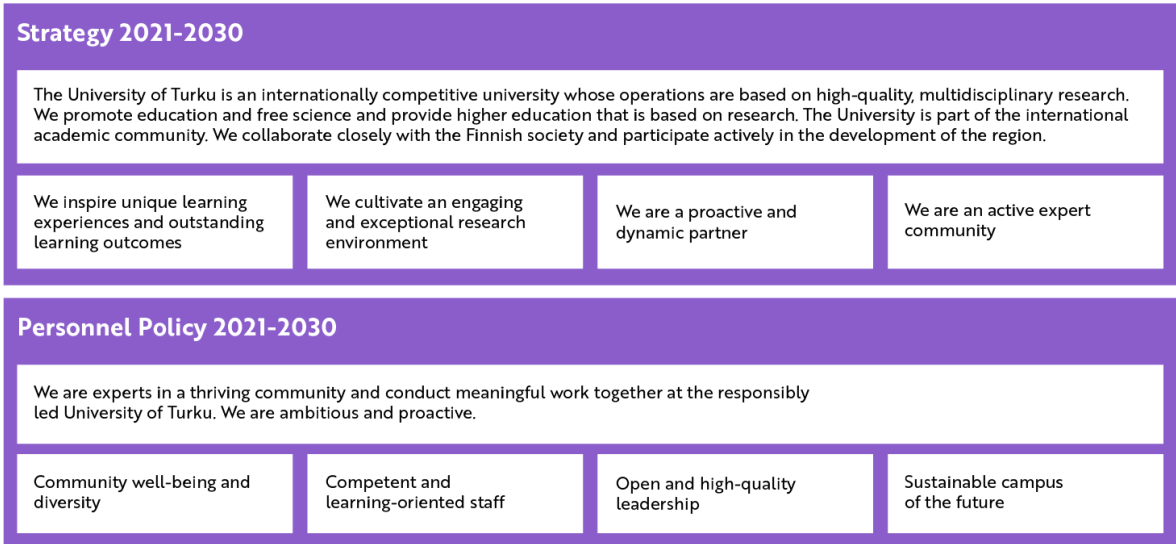 Strategy 2021-2030
The University of Turku is an internationally competitive university whose operations are based on high-quality, multidisciplinary research.
We promote education and free science and provide higher education that is based on research. The University is part of the international
academic community. We collaborate closely with the Finnish society and participate actively in the development of the region.
We inspire unique learning
experiences and outstanding
learning outcomes
We cultivate an engaging
and exceptional research
environment
We are a proactive and
dynamic partner
We are an active expert
community
Personnel Policy 2021-2030
We are experts in a thriving community and conduct meaningful work together at the responsibly
led University of Turku. We are ambitious and proactive.
Community well-being and
diversity
Competent and
learning-oriented staff
Open and high-quality
leadership
Sustainable campus
of the future